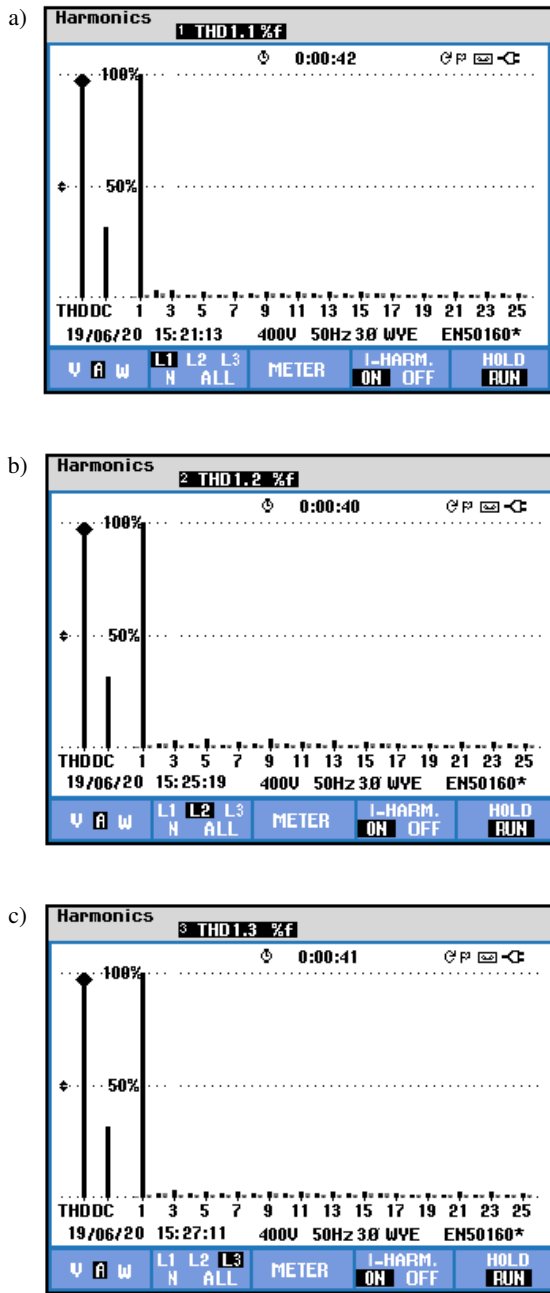 a)
Harmonics
1 THD1.1 %f
0:00:42
100%
50%
THD DC 1 3 5 7 9 11 13 15 17 19 21 23 25
19/06/20 15:21:13 400V 50Hz 3Ø WYE EN50160*
V A W L1 L2 L3 N ALL METER I-HARM. ON OFF HOLD RUN
b)
Harmonics
2 THD1.2 %f
0:00:40
100%
50%
THD DC 1 3 5 7 9 11 13 15 17 19 21 23 25
19/06/20 15:25:19 400V 50Hz 3Ø WYE EN50160*
V A W L1 L2 L3 N ALL METER I-HARM. ON OFF HOLD RUN
c)
Harmonics
3 THD1.3 %f
0:00:41
100%
50%
THD DC 1 3 5 7 9 11 13 15 17 19 21 23 25
19/06/20 15:27:11 400V 50Hz 3Ø WYE EN50160*
V A W L1 L2 L3 N ALL METER I-HARM. ON OFF HOLD RUN